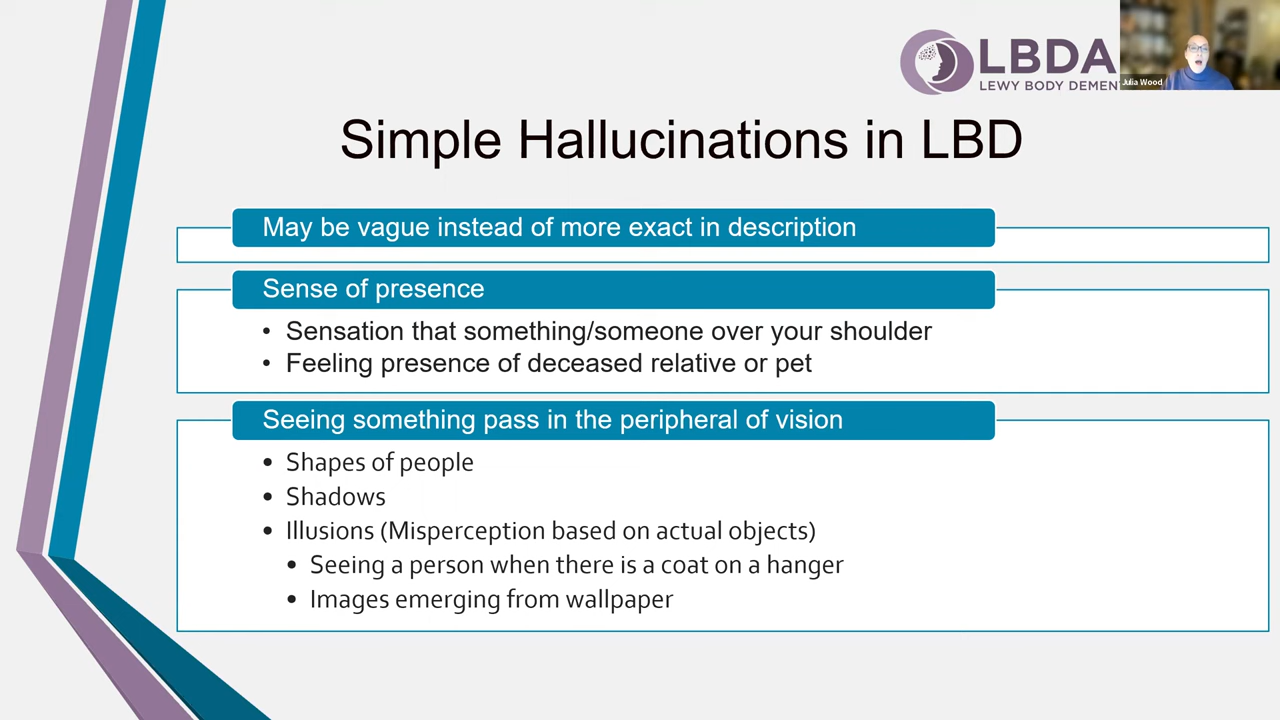 LBDA
LEWY BODY DEMEN
Julia Wood
Simple Hallucinations in LBD
May be vague instead of more exact in description
Sense of presence
• Sensation that something/someone over your shoulder
• Feeling presence of deceased relative or pet
Seeing something pass in the peripheral of vision
• Shapes of people
• Shadows
• Illusions (Misperception based on actual objects)
• Seeing a person when there is a coat on a hanger
• Images emerging from wallpaper